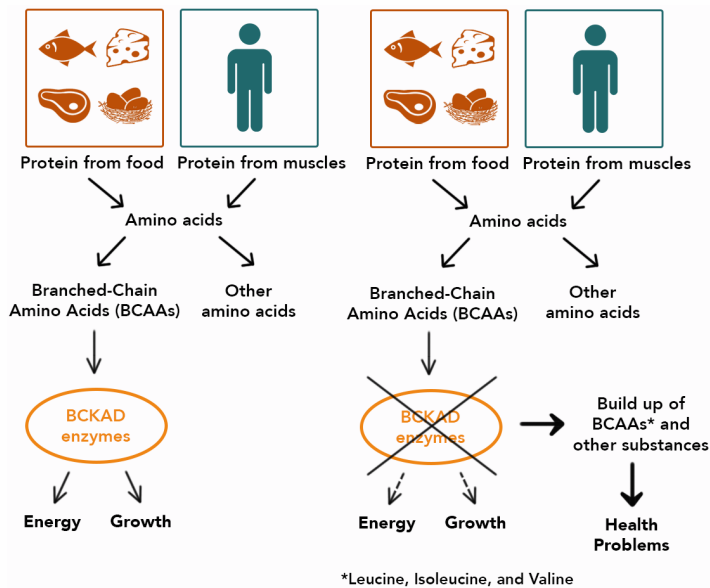 Protein from food
Protein from muscles
Amino acids
Branched-Chain
Amino Acids (BCAAs)
Other
amino acids
BCKAD
enzymes
Energy
Growth
Protein from food
Protein from muscles
Amino acids
Branched-Chain
Amino Acids (BCAAs)
Other
amino acids
BCKAD
enzymes
Build up of
BCAAs* and
other substances
Energy
Growth
Health
Problems
*Leucine, Isoleucine, and Valine